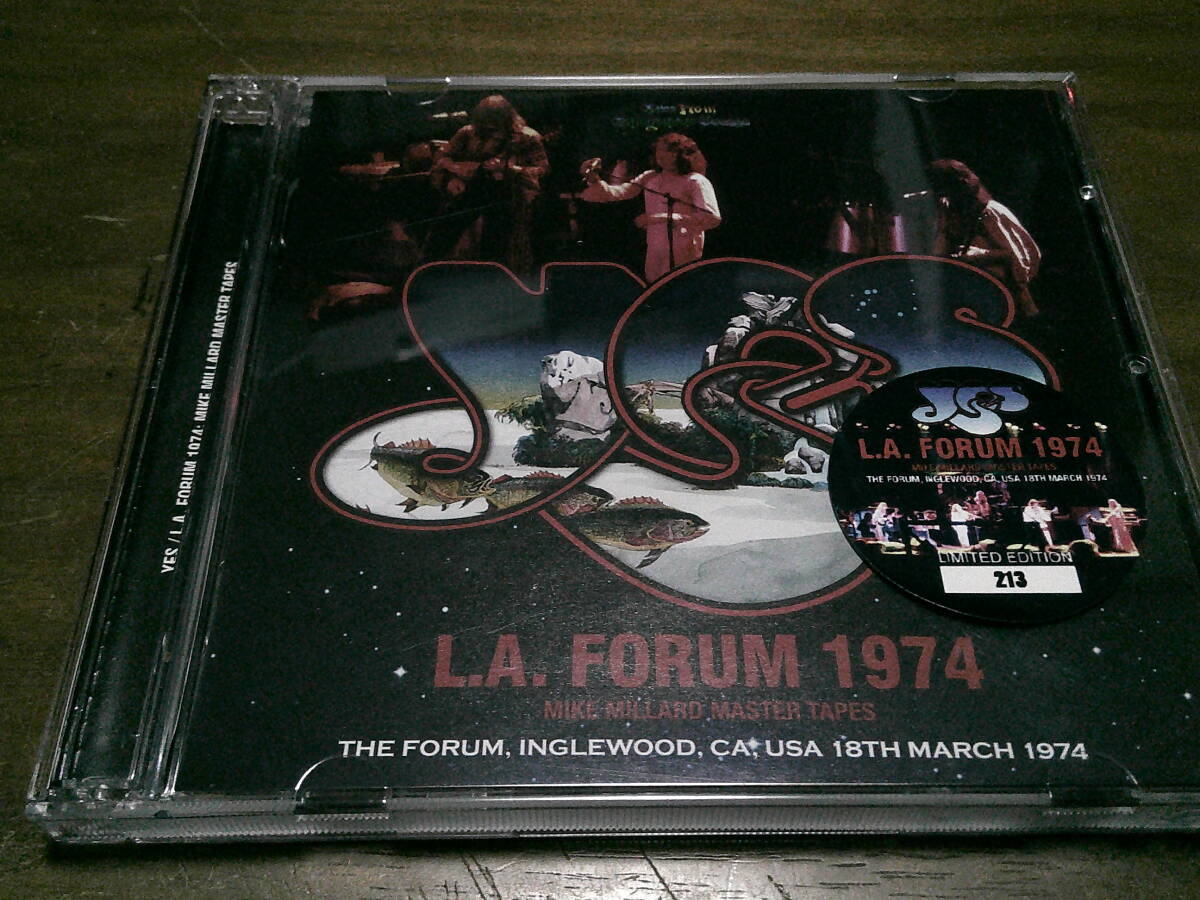 YES / L.A. FORUM 1974: MIKE MILLARD MASTER TAPES
YES
YES
L.A. FORUM 1974
MIKE MILLARD MASTER TAPES
THE FORUM, INGLEWOOD, CA, USA 18TH MARCH 1974
LIMITED EDITION
213
L.A. FORUM 1974
MIKE MILLARD MASTER TAPES
THE FORUM, INGLEWOOD, CA, USA 18TH MARCH 1974